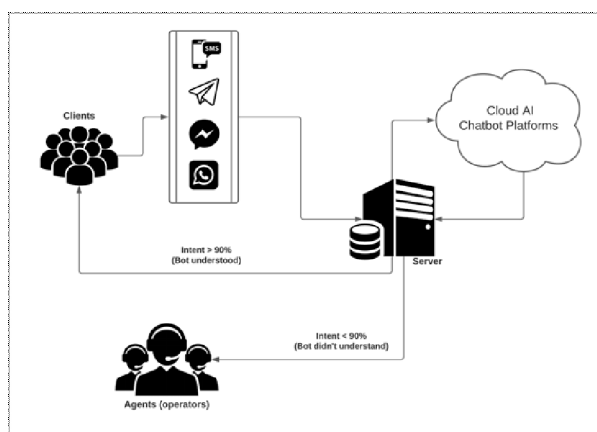 SMS
Clients
Cloud AI
Chatbot Platforms
Intent > 90%
(Bot understood)
Server
Intent < 90%
(Bot didn't understand)
Agents (operators)